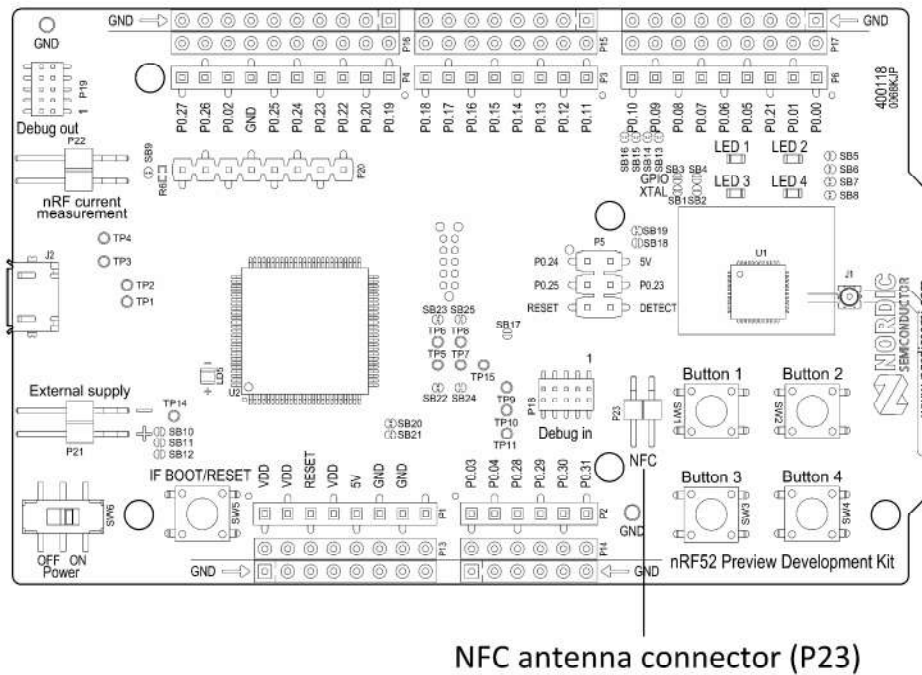 GND
GND
GND
P16
P15
P17
GND
P19
1
Debug out
P22
P4
P3
P6
400118
0068KJP
P0.27
P0.26
P0.02
GND
P0.25
P0.24
P0.23
P0.22
P0.20
P0.19
P0.18
P0.17
P0.16
P0.15
P0.14
P0.13
P0.12
P0.11
P0.10
P0.09
P0.08
P0.07
P0.06
P0.05
P0.21
P0.01
P0.00
SB9
R6
P20
SB16
SB15
SB14
SB13
LED 1
LED 2
LED 3
LED 4
GPIO
XTAL
SB3
SB4
SB1
SB2
SB5
SB6
SB7
SB8
nRF current
measurement
J2
TP4
TP3
TP2
TP1
SB19
SB18
P5
P0.24
5V
P0.25
P0.23
RESET
DETECT
U1
J1
NORDIC
SEMICONDUCTOR
SB23
SB25
TP6
TP8
TP5
TP7
SB17
TP15
SB22
SB24
TP9
TP10
TP11
1
P18
Debug in
P23
NFC
LD5
U2
External supply
P21
TP14
SB10
SB11
SB12
SB20
SB21
Button 1
Button 2
SW1
SW2
Button 3
Button 4
SW3
SW4
IF BOOT/RESET
SW5
SW6
OFF
ON
Power
VDD
VDD
RESET
VDD
5V
GND
GND
P1
P13
P0.03
P0.04
P0.28
P0.29
P0.30
P0.31
P2
P14
GND
GND
GND
nRF52 Preview Development Kit
NFC antenna connector (P23)